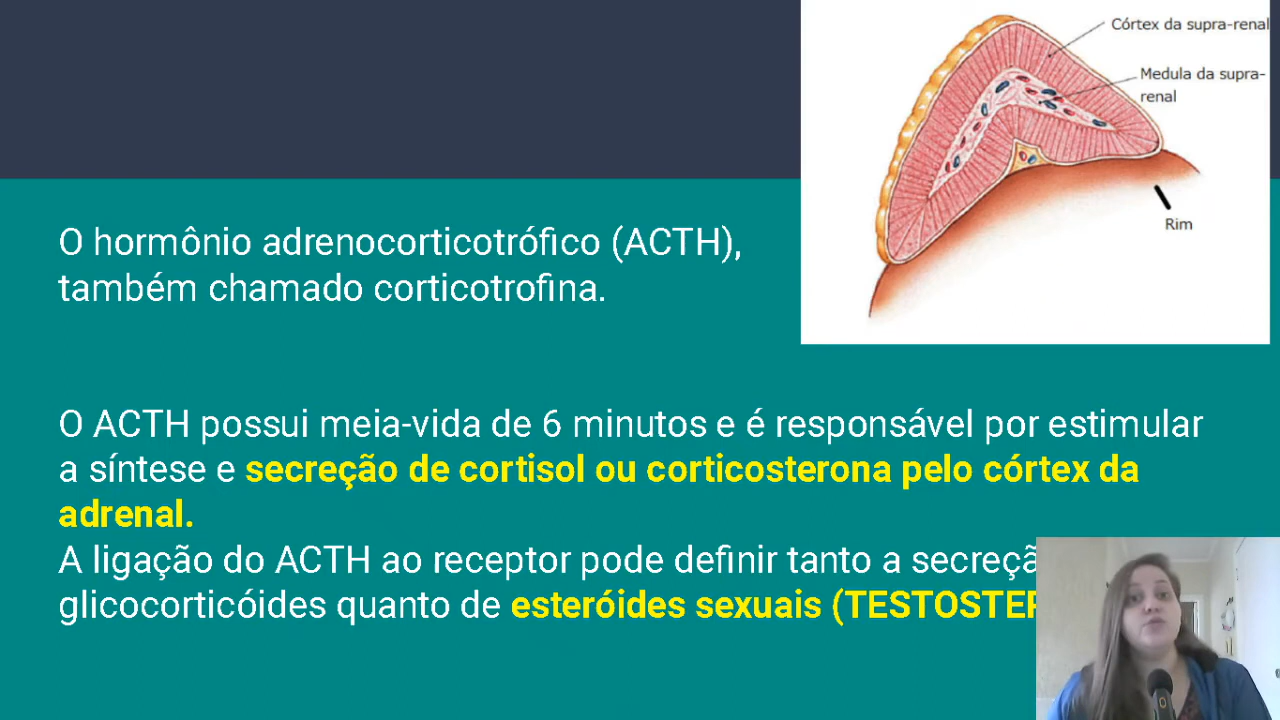 Córtex da supra-renal
Medula da supra-
renal
Rim
O hormônio adrenocorticotrófico (ACTH),
também chamado corticotrofina.
O ACTH possui meia-vida de 6 minutos e é responsável por estimular
a síntese e secreção de cortisol ou corticosterona pelo córtex da
adrenal.
A ligação do ACTH ao receptor pode definir tanto a
glicocorticóides quanto de esteróides sexuais